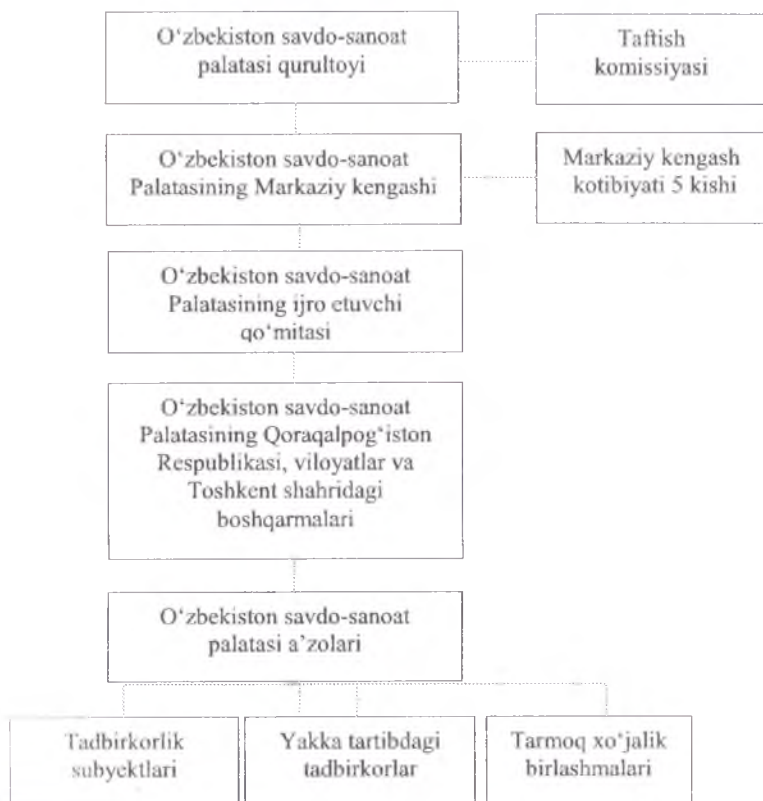 O‘zbekiston savdo-sanoat
palatasi qurultoyi
Taftish
komissiyasi
O‘zbekiston savdo-sanoat
Palatasining Markaziy kengashi
Markaziy kengash
kotibiyati 5 kishi
O‘zbekiston savdo-sanoat
Palatasining ijro etuvchi
qo‘mitasi
O‘zbekiston savdo-sanoat
Palatasining Qoraqalpog‘iston
Respublikasi, viloyatlar va
Toshkent shahridagi
boshqarmalari
O‘zbekiston savdo-sanoat
palatasi a’zolari
Tadbirkorlik
subyektlari
Yakka tartibdagi
tadbirkorlar
Tarmoq xo‘jalik
birlashmalari